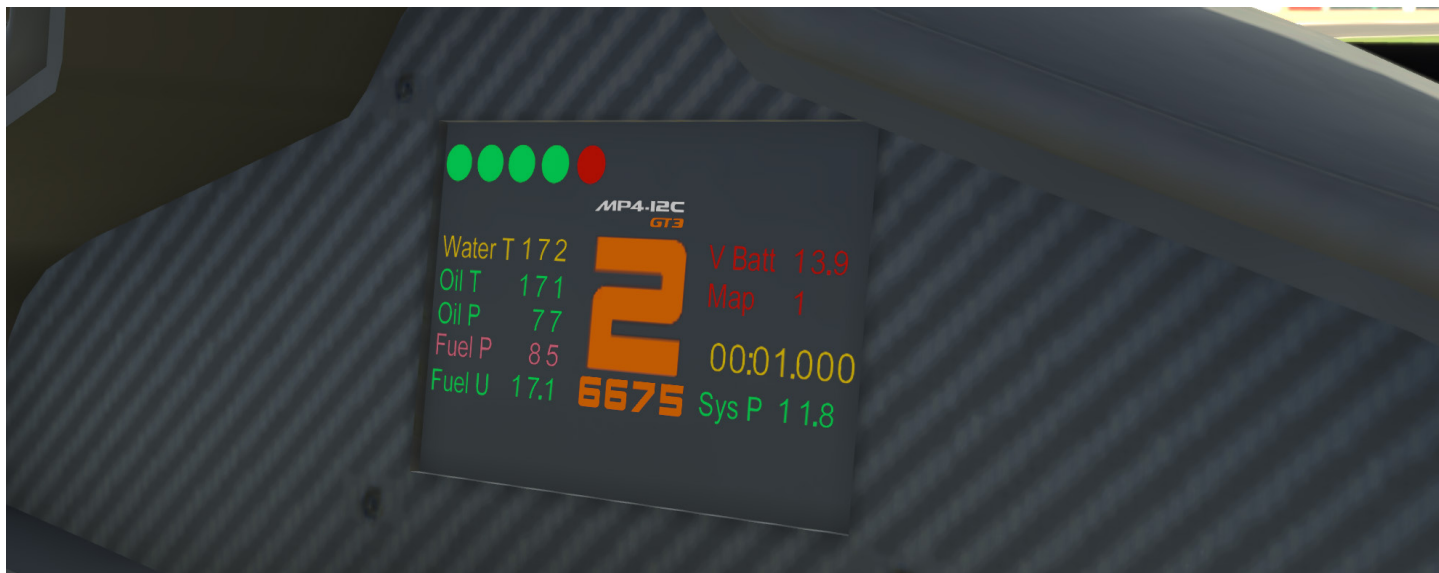 MP4-12C
GT3
Water T 172
Oil T 171
Oil P 77
Fuel P 85
Fuel U 17.1
2
6675
V Batt 13.9
Map 1
00:01.000
Sys P 11.8